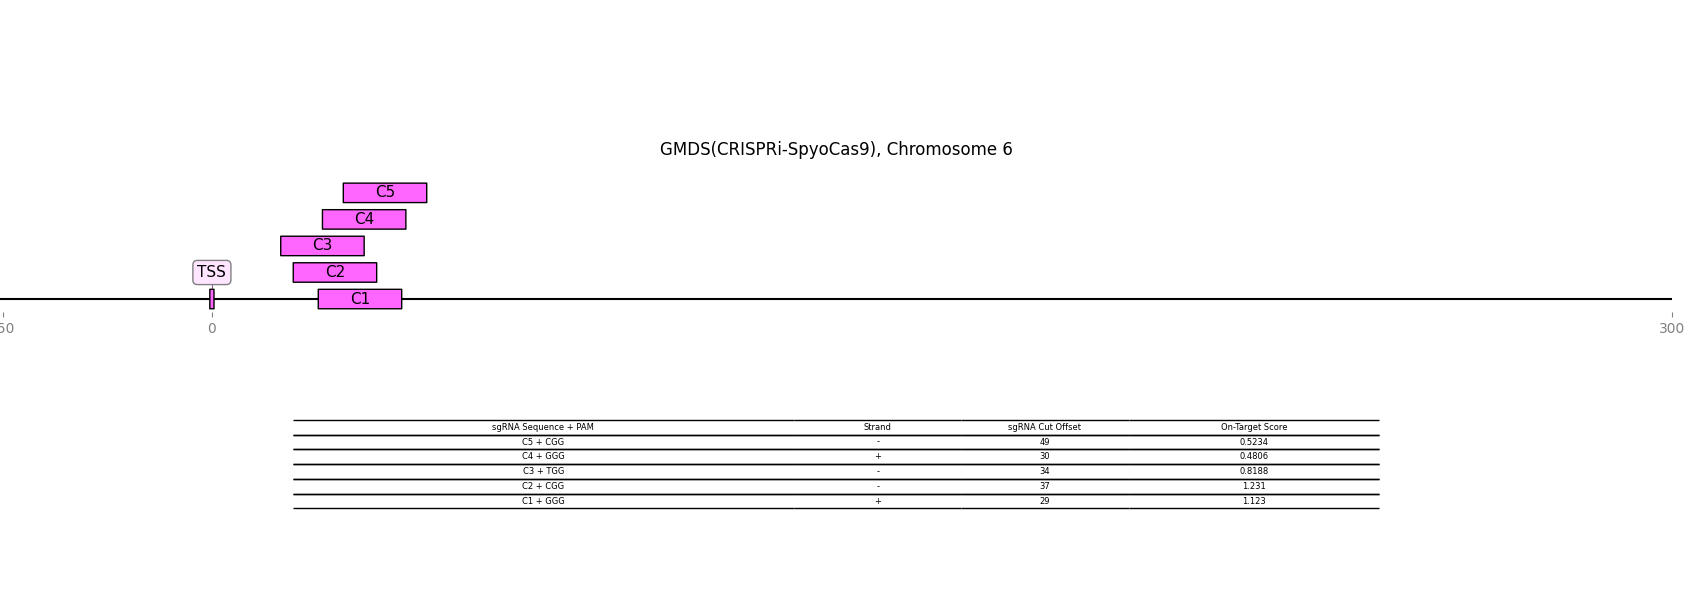 GMDS(CRISPRi-SpyoCas9), Chromosome 6
C5
C4
C3
TSS C2
C1
50 0 300
sgRNA Sequence + PAM Strand sgRNA Cut Offset On-Target Score
C5 + CGG - 49 0.5234
C4 + GGG + 30 0.4806
C3 + TGG - 34 0.8188
C2 + CGG - 37 1.231
C1 + GGG + 29 1.123